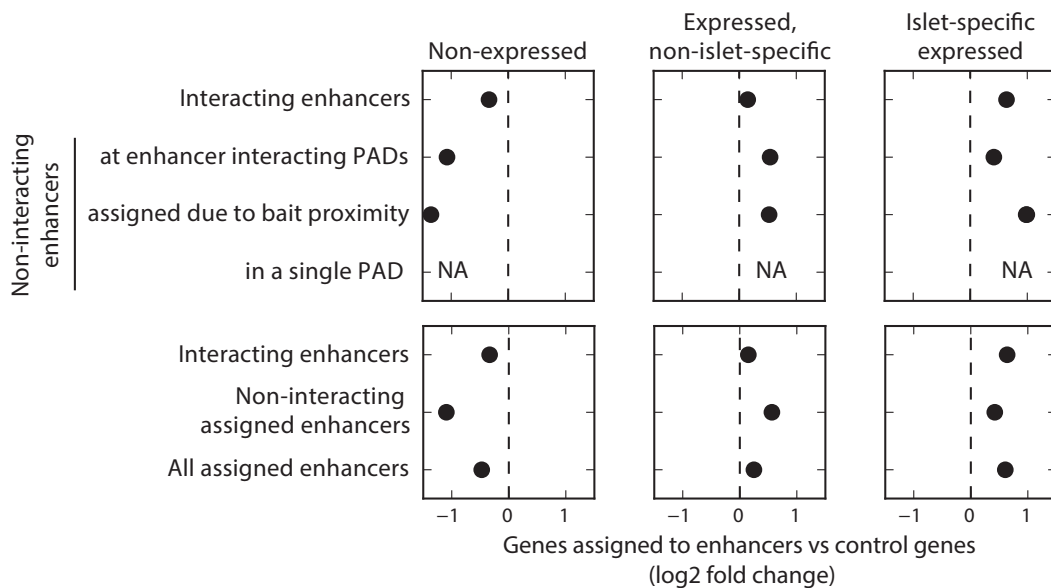 Non-expressed
Expressed,
non-islet-specific
Islet-specific
expressed
Non-interacting
enhancers
Interacting enhancers
at enhancer interacting PADs
assigned due to bait proximity
in a single PAD
NA
NA
NA
Interacting enhancers
Non-interacting
assigned enhancers
All assigned enhancers
−1 0 1
−1 0 1
−1 0 1
Genes assigned to enhancers vs control genes
(log2 fold change)